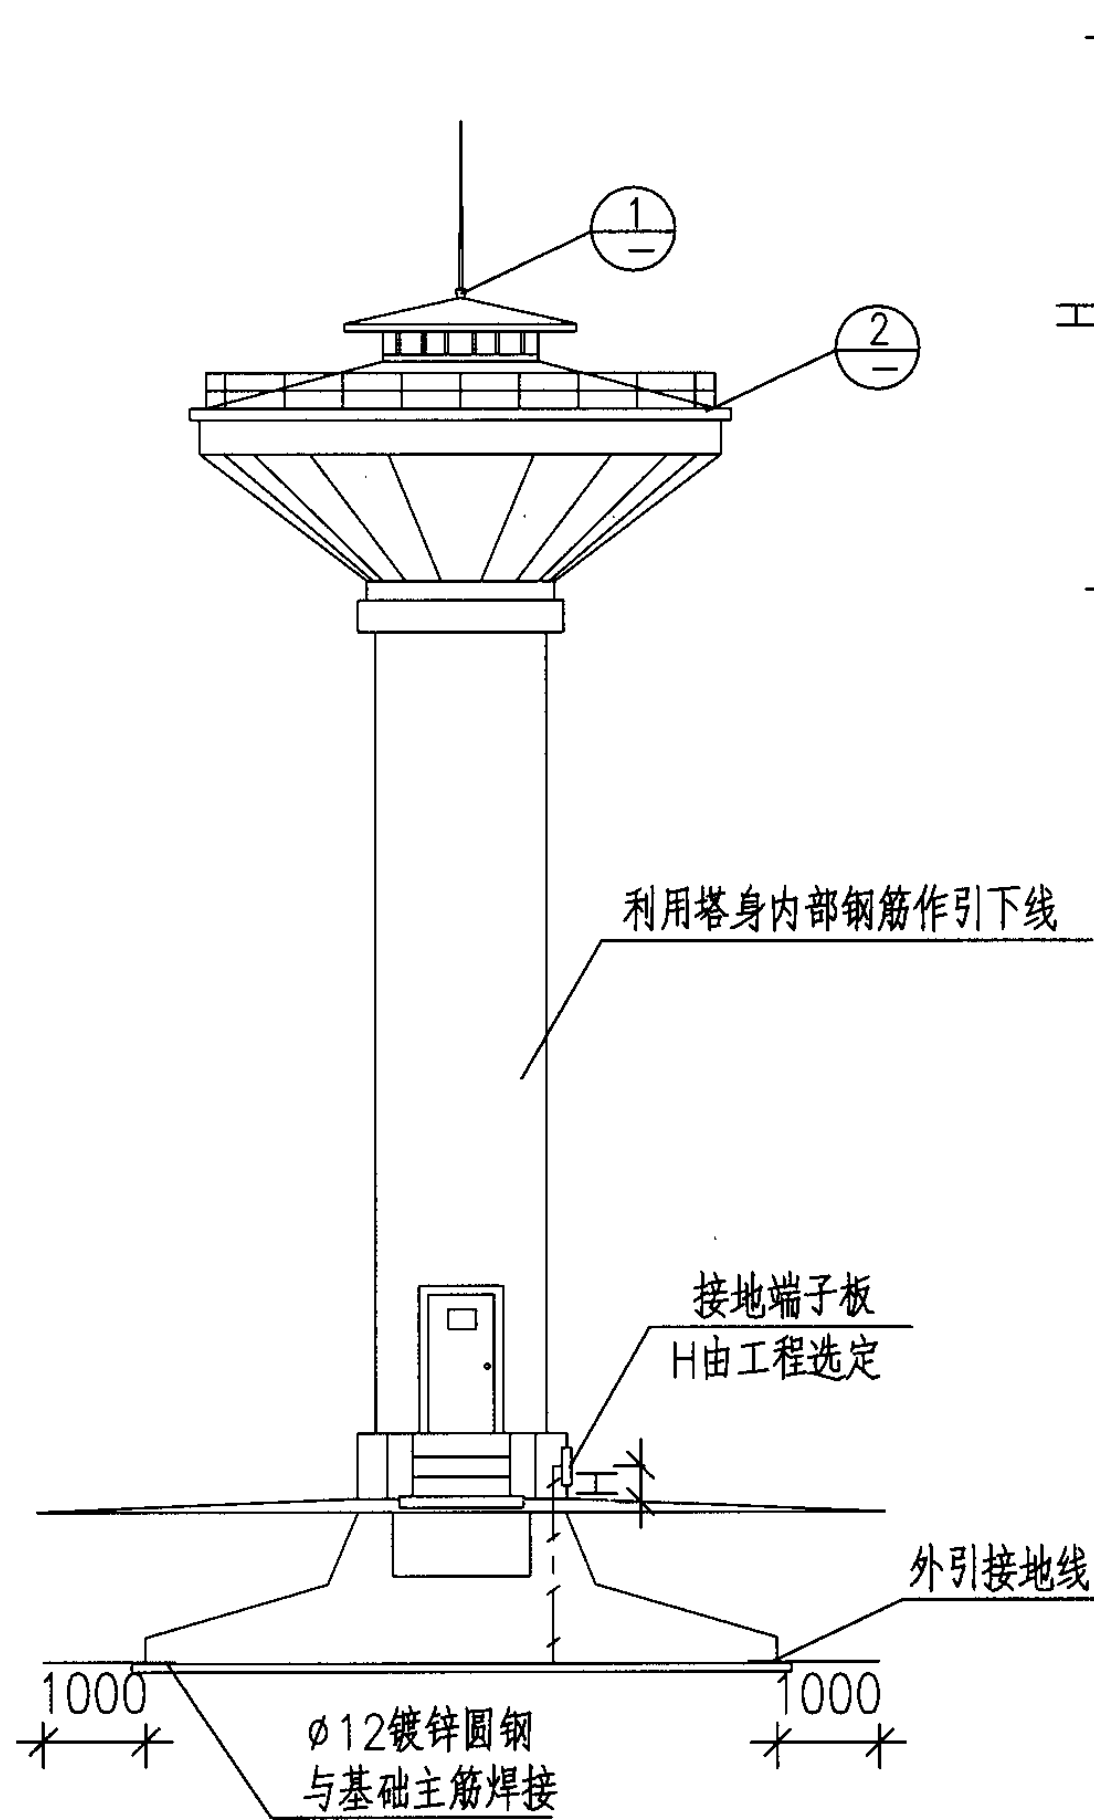 1
—
2
—
H
利用塔身内部钢筋作引下线
接地端子板
H由工程选定
H
外引接地线
1000
1000
ø12镀锌圆钢
与基础主筋焊接